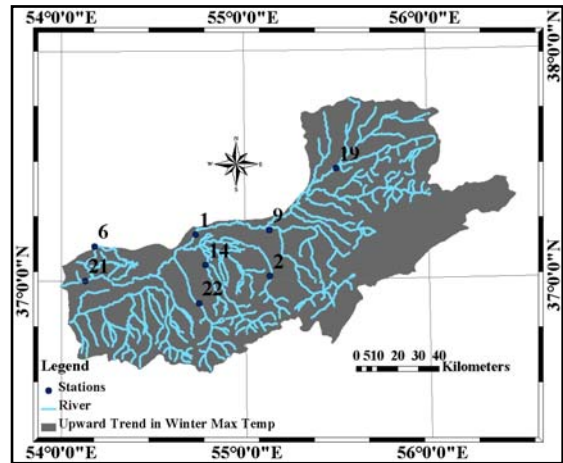 54°0'0"E 55°0'0"E 56°0'0"E
38°0'0"N
N
W E
S
19
9
1
6
14
2
21
22
37°0'0"N 37°0'0"N
Legend
Stations
River
Upward Trend in Winter Max Temp
0 5 10 20 30 40
Kilometers
54°0'0"E 55°0'0"E 56°0'0"E